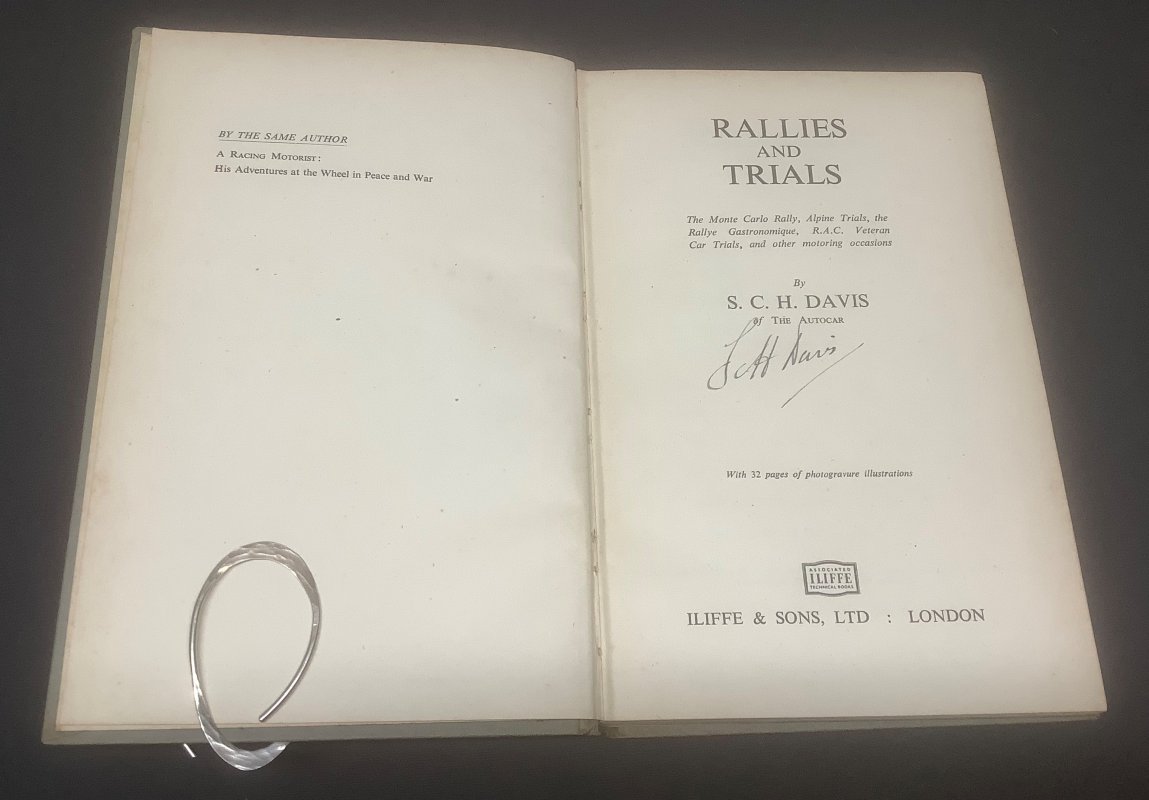 BY THE SAME AUTHOR
A RACING MOTORIST:
His Adventures at the Wheel in Peace and War
RALLIES
AND
TRIALS
The Monte Carlo Rally, Alpine Trials, the
Rallye Gastronomique, R.A.C. Veteran
Car Trials, and other motoring occasions
By
S. C. H. DAVIS
of THE AUTOCAR
S C H Davis
With 32 pages of photogravure illustrations
ASSOCIATED
ILIFFE
TECHNICAL BOOKS
ILIFFE & SONS, LTD : LONDON